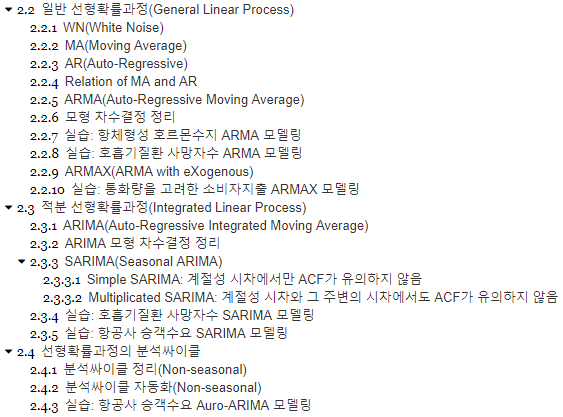 2.2 일반 선형확률과정(General Linear Process)
2.2.1 WN(White Noise)
2.2.2 MA(Moving Average)
2.2.3 AR(Auto-Regressive)
2.2.4 Relation of MA and AR
2.2.5 ARMA(Auto-Regressive Moving Average)
2.2.6 모형 차수결정 정리
2.2.7 실습: 항체형성 호르몬수지 ARMA 모델링
2.2.8 실습: 호흡기질환 사망자수 ARMA 모델링
2.2.9 ARMAX(ARMA with eXogenous)
2.2.10 실습: 통화량을 고려한 소비자지출 ARMAX 모델링
2.3 적분 선형확률과정(Integrated Linear Process)
2.3.1 ARIMA(Auto-Regressive Integrated Moving Average)
2.3.2 ARIMA 모형 차수결정 정리
2.3.3 SARIMA(Seasonal ARIMA)
2.3.3.1 Simple SARIMA: 계절성 시차에서만 ACF가 유의하지 않음
2.3.3.2 Multiplicated SARIMA: 계절성 시차와 그 주변의 시차에서도 ACF가 유의하지 않음
2.3.4 실습: 호흡기질환 사망자수 SARIMA 모델링
2.3.5 실습: 항공사 승객수요 SARIMA 모델링
2.4 선형확률과정의 분석싸이클
2.4.1 분석싸이클 정리(Non-seasonal)
2.4.2 분석싸이클 자동화(Non-seasonal)
2.4.3 실습: 항공사 승객수요 Auro-ARIMA 모델링